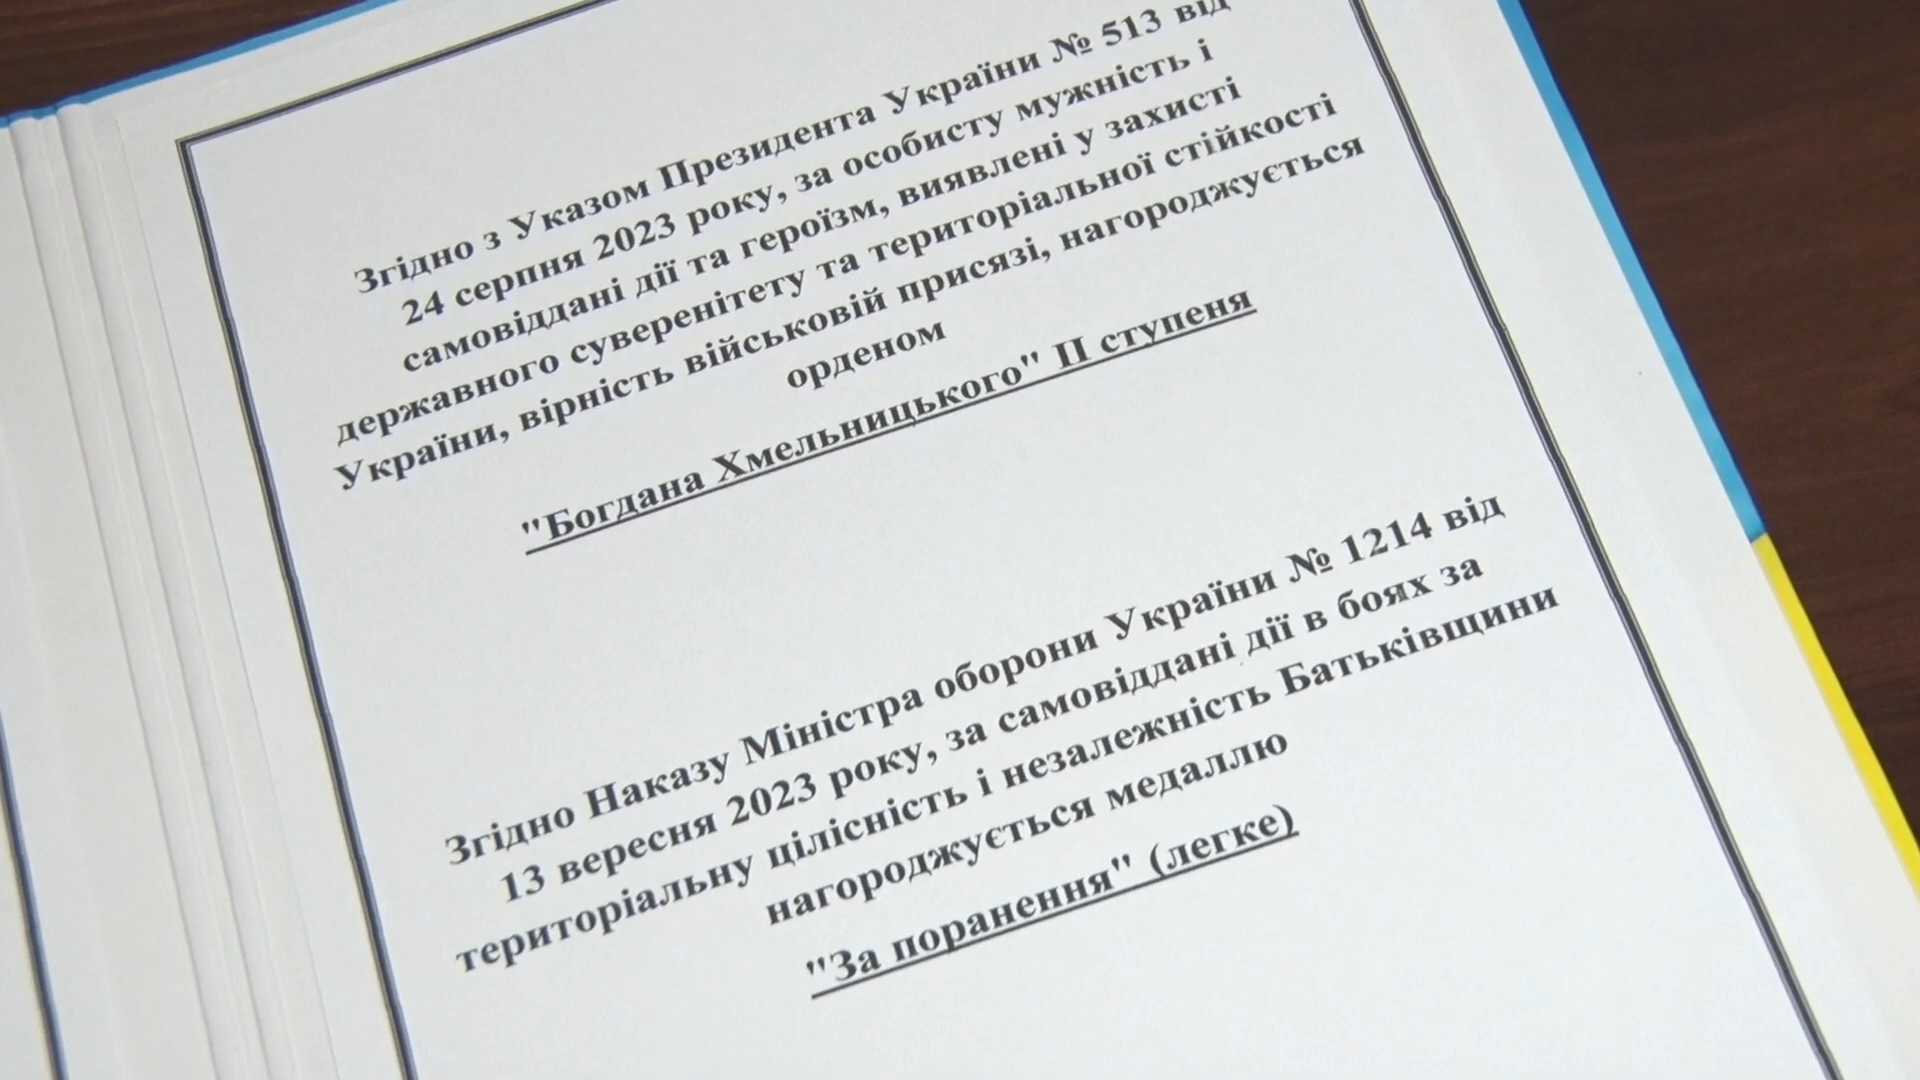 Згідно з Указом Президента України № 513 від
24 серпня 2023 року, за особисту мужність і
самовіддані дії та героїзм, виявлені у захисті
державного суверенітету та територіальної стійкості
України, вірність військовій присязі, нагороджується
орденом
"Богдана Хмельницького" ІІ ступеня
Згідно Наказу Міністра оборони України № 1214 від
13 вересня 2023 року, за самовіддані дії в боях за
територіальну цілісність і незалежність Батьківщини
нагороджується медаллю
"За поранення" (легке)